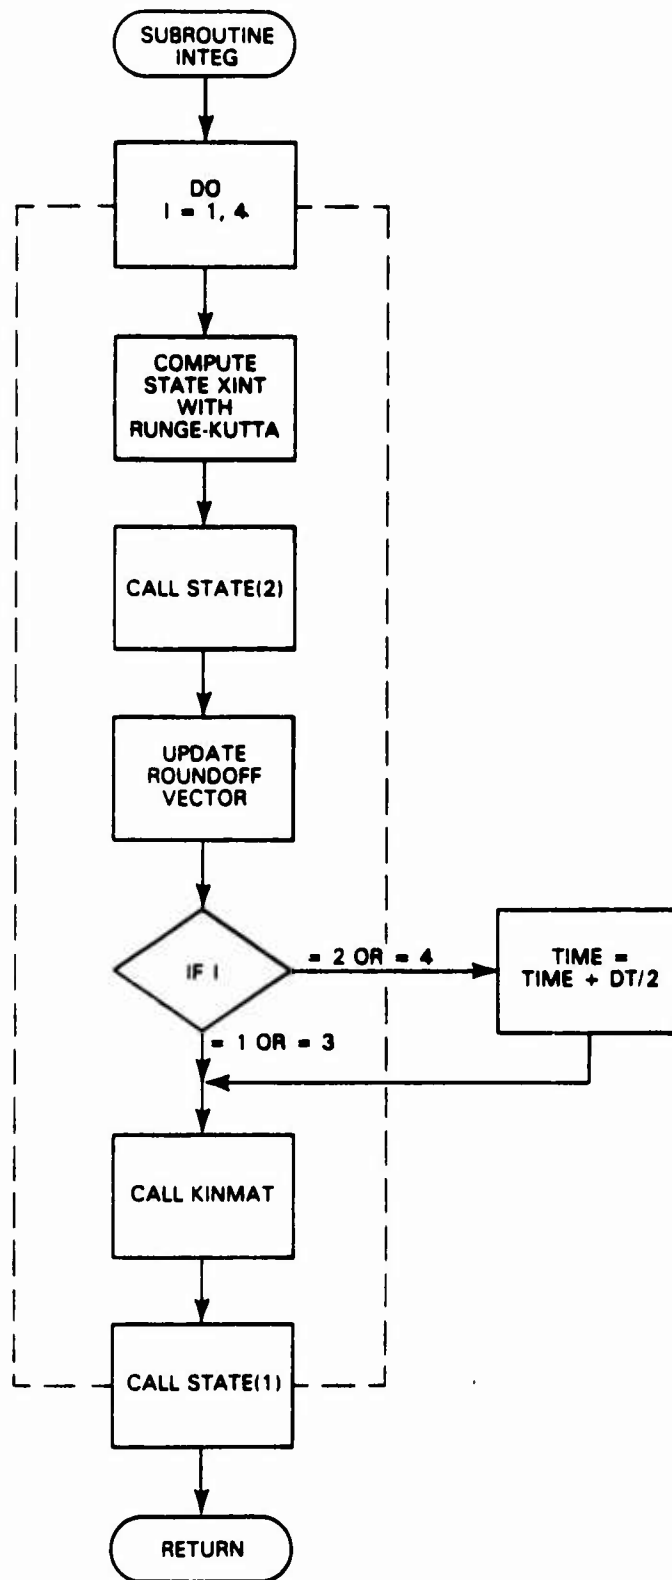 SUBROUTINE
INTEG
DO
I = 1, 4
COMPUTE
STATE XINT
WITH
RUNGE-KUTTA
CALL STATE(2)
UPDATE
ROUNDOFF
VECTOR
IF I
= 2 OR = 4
TIME =
TIME + DT/2
= 1 OR = 3
CALL KINMAT
CALL STATE(1)
RETURN